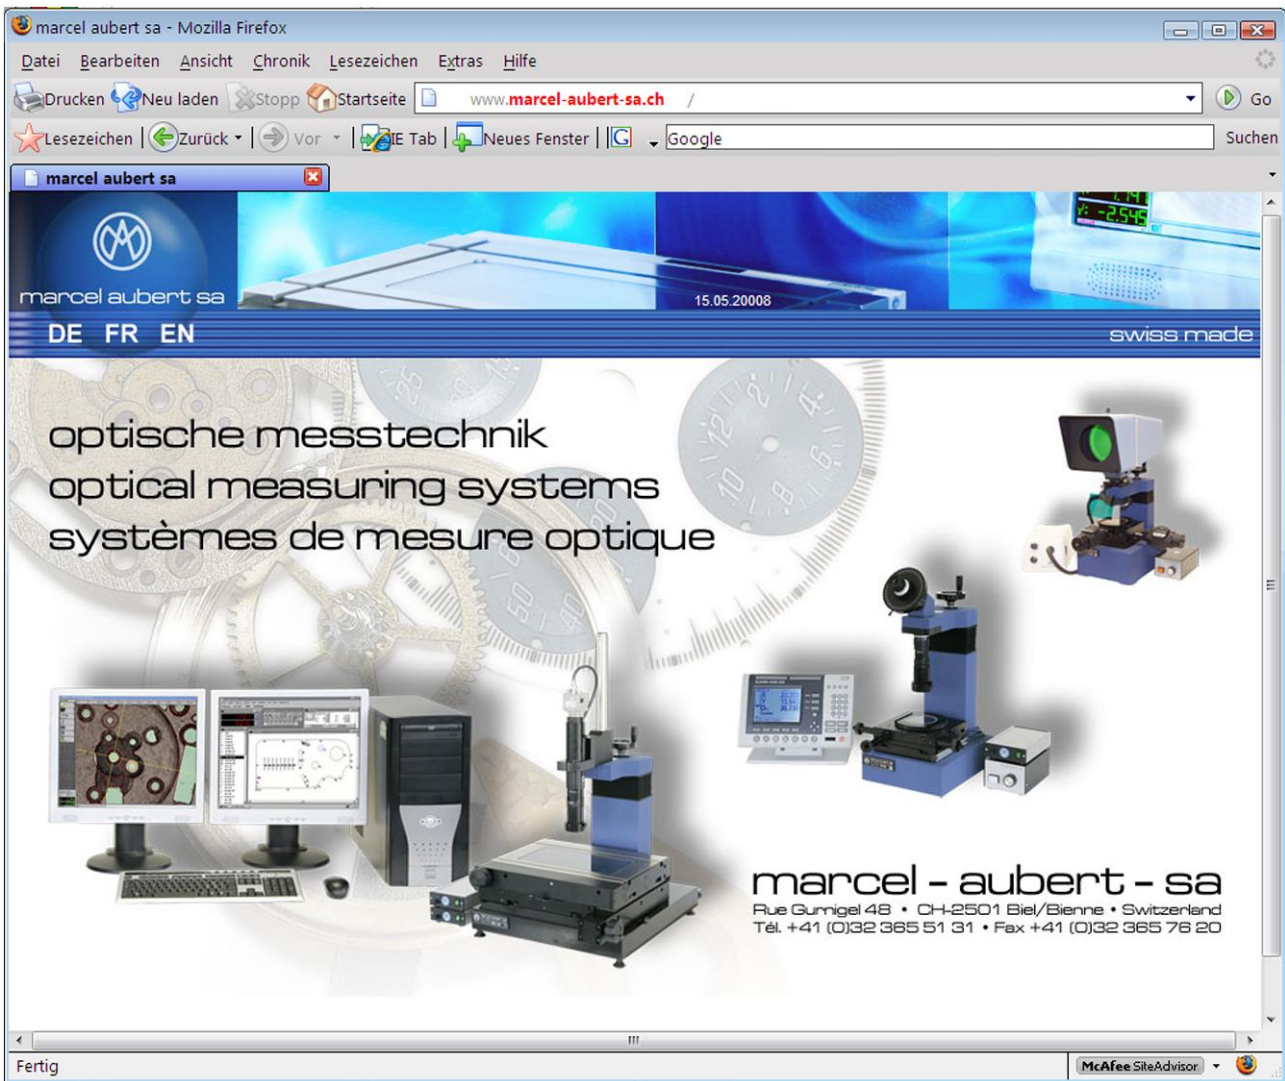 marcel aubert sa - Mozilla Firefox
Datei Bearbeiten Ansicht Chronik Lesezeichen Extras Hilfe
Drucken Neu laden Stopp Startseite www.marcel-aubert-sa.ch / Go
Lesezeichen Zurück Vor IE Tab Neues Fenster G Google Suchen
marcel aubert sa
Y: -2.545
marcel aubert sa
15.05.20008
DE FR EN
swiss made
optische messtechnik
optical measuring systems
systèmes de mesure optique
marcel - aubert - sa
Rue Gurnigel 48 • CH-2501 Biel/Bienne • Switzerland
Tél. +41 (0)32 365 51 31 • Fax +41 (0)32 365 76 20
Fertig
McAfee SiteAdvisor